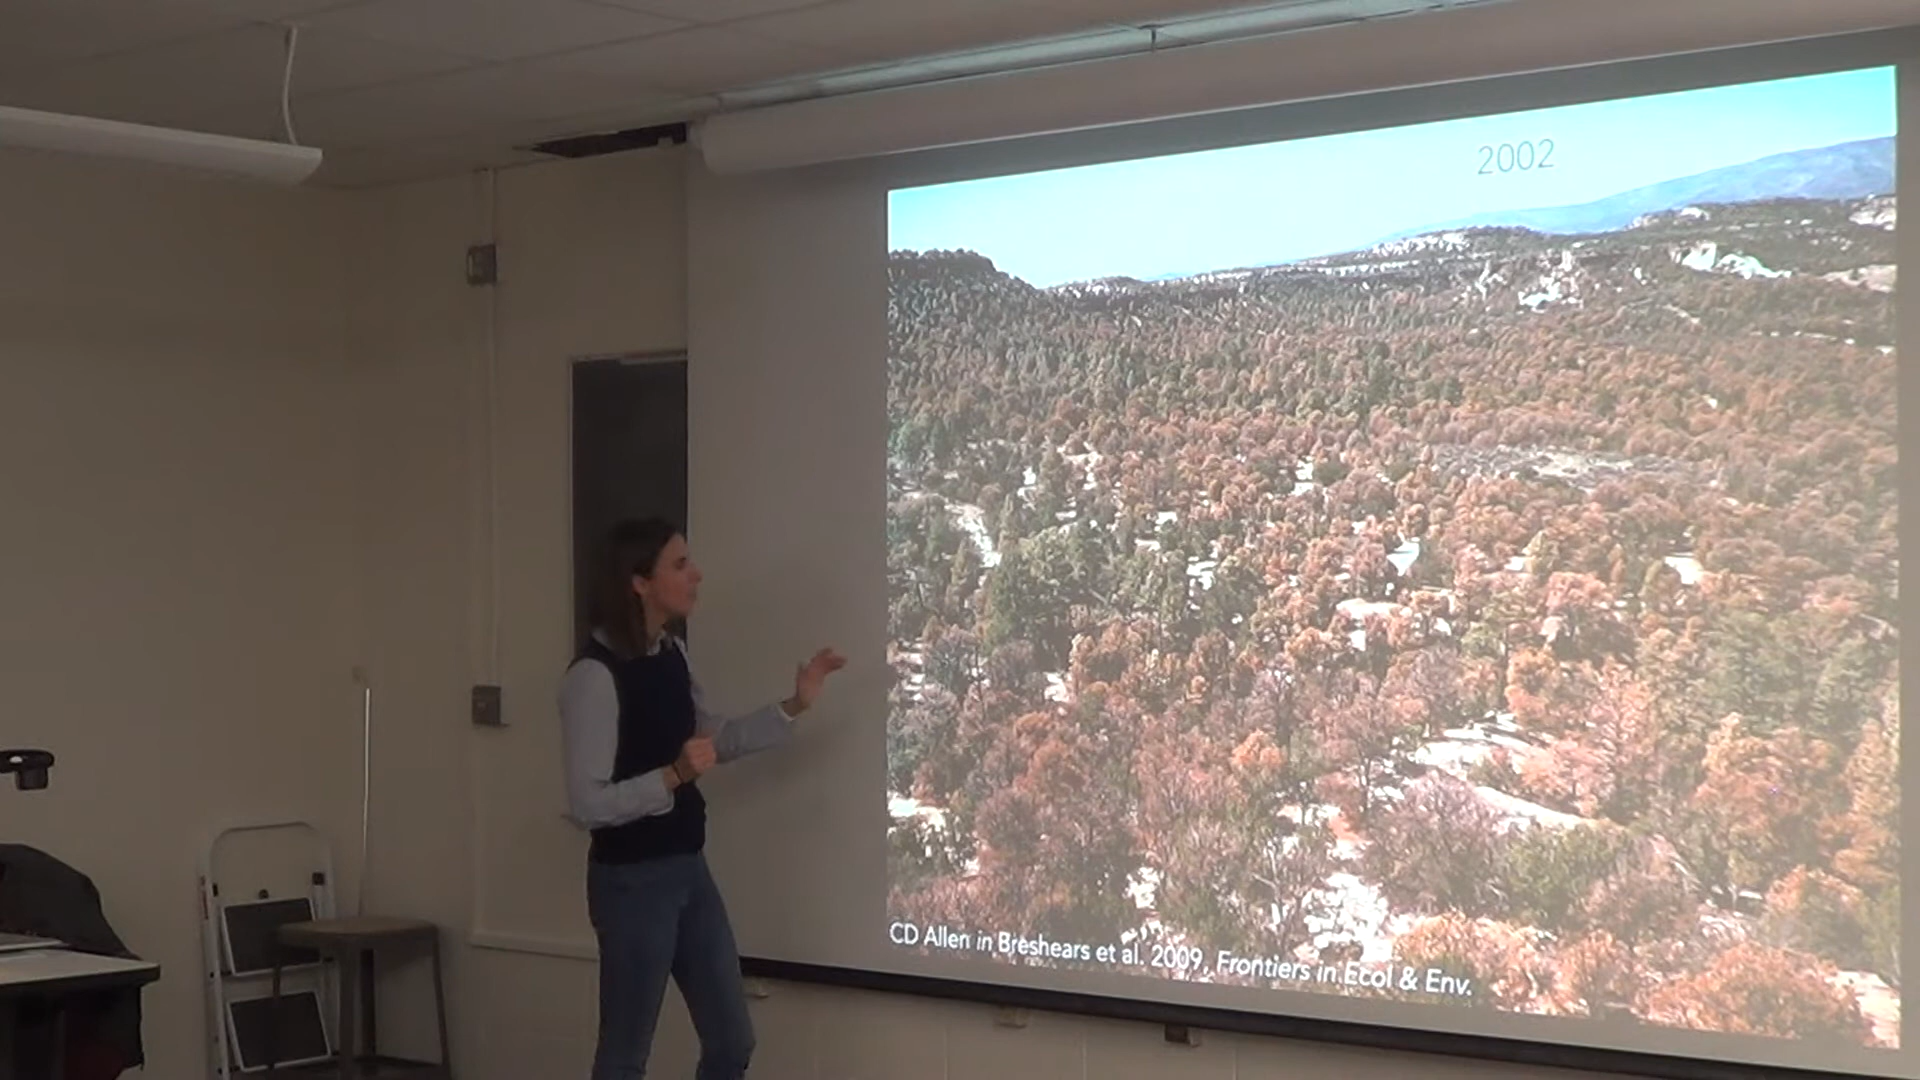 2002
CD Allen in Breshears et al. 2009, Frontiers in Ecol & Env.